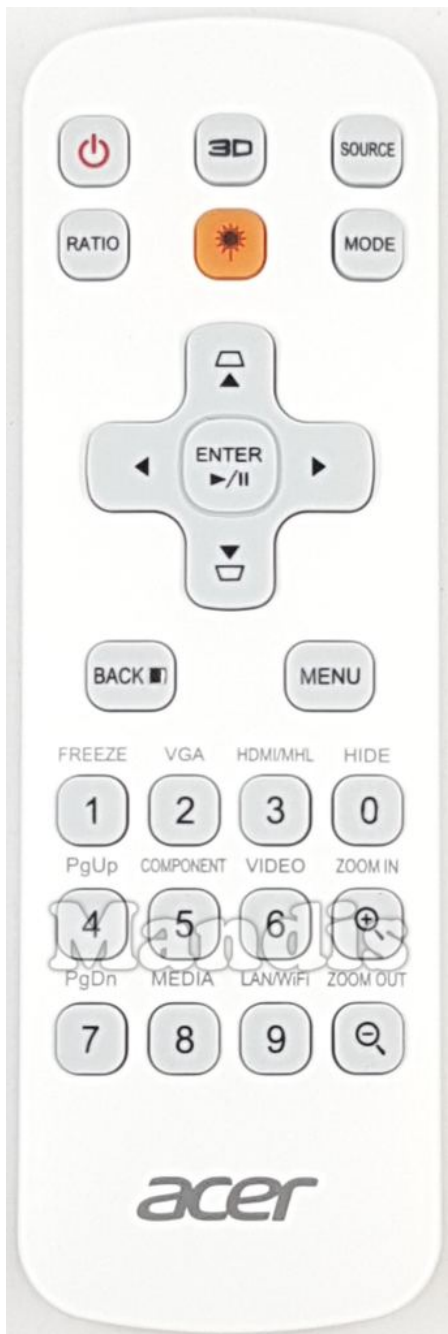 3D SOURCE
RATIO MODE
ENTER
BACK MENU
FREEZE VGA HDMI/MHL HIDE
1 2 3 0
PgUp COMPONENT VIDEO ZOOM IN
4 5 6
Mandis
PgDn MEDIA LAN/WiFi ZOOM OUT
7 8 9
acer